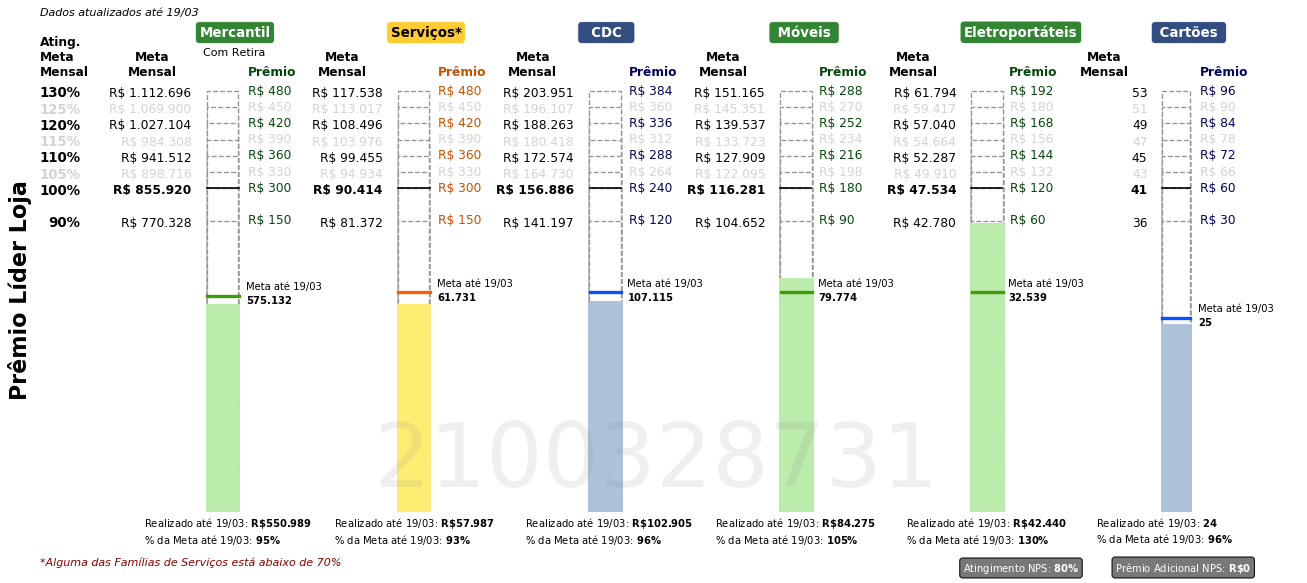 Dados atualizados até 19/03
Mercantil Serviços* CDC Móveis Eletroportáteis Cartões
Com Retira
Ating. Meta Mensal
Meta Mensal Prêmio Meta Mensal Prêmio Meta Mensal Prêmio Meta Mensal Prêmio Meta Mensal Prêmio Meta Mensal Prêmio
130% R$ 1.112.696 R$ 480 R$ 117.538 R$ 480 R$ 203.951 R$ 384 R$ 151.165 R$ 288 R$ 61.794 R$ 192 53 R$ 96
125% R$ 1.069.900 R$ 450 R$ 113.017 R$ 450 R$ 196.107 R$ 360 R$ 145.351 R$ 270 R$ 59.417 R$ 180 51 R$ 90
120% R$ 1.027.104 R$ 420 R$ 108.496 R$ 420 R$ 188.263 R$ 336 R$ 139.537 R$ 252 R$ 57.040 R$ 168 49 R$ 84
115% R$ 984.308 R$ 390 R$ 103.976 R$ 390 R$ 180.418 R$ 312 R$ 133.723 R$ 234 R$ 54.664 R$ 156 47 R$ 78
110% R$ 941.512 R$ 360 R$ 99.455 R$ 360 R$ 172.574 R$ 288 R$ 127.909 R$ 216 R$ 52.287 R$ 144 45 R$ 72
105% R$ 898.716 R$ 330 R$ 94.934 R$ 330 R$ 164.730 R$ 264 R$ 122.095 R$ 198 R$ 49.910 R$ 132 43 R$ 66
100% R$ 855.920 R$ 300 R$ 90.414 R$ 300 R$ 156.886 R$ 240 R$ 116.281 R$ 180 R$ 47.534 R$ 120 41 R$ 60
90% R$ 770.328 R$ 150 R$ 81.372 R$ 150 R$ 141.197 R$ 120 R$ 104.652 R$ 90 R$ 42.780 R$ 60 36 R$ 30
Prêmio Líder Loja
Meta até 19/03 Meta até 19/03 Meta até 19/03 Meta até 19/03 Meta até 19/03 Meta até 19/03
575.132 61.731 107.115 79.774 32.539 25
2100328731
Realizado até 19/03: R$550.989 Realizado até 19/03: R$57.987 Realizado até 19/03: R$102.905 Realizado até 19/03: R$84.275 Realizado até 19/03: R$42.440 Realizado até 19/03: 24
% da Meta até 19/03: 95% % da Meta até 19/03: 93% % da Meta até 19/03: 96% % da Meta até 19/03: 105% % da Meta até 19/03: 130% % da Meta até 19/03: 96%
*Alguma das Famílias de Serviços está abaixo de 70%
Atingimento NPS: 80% Prêmio Adicional NPS: R$0